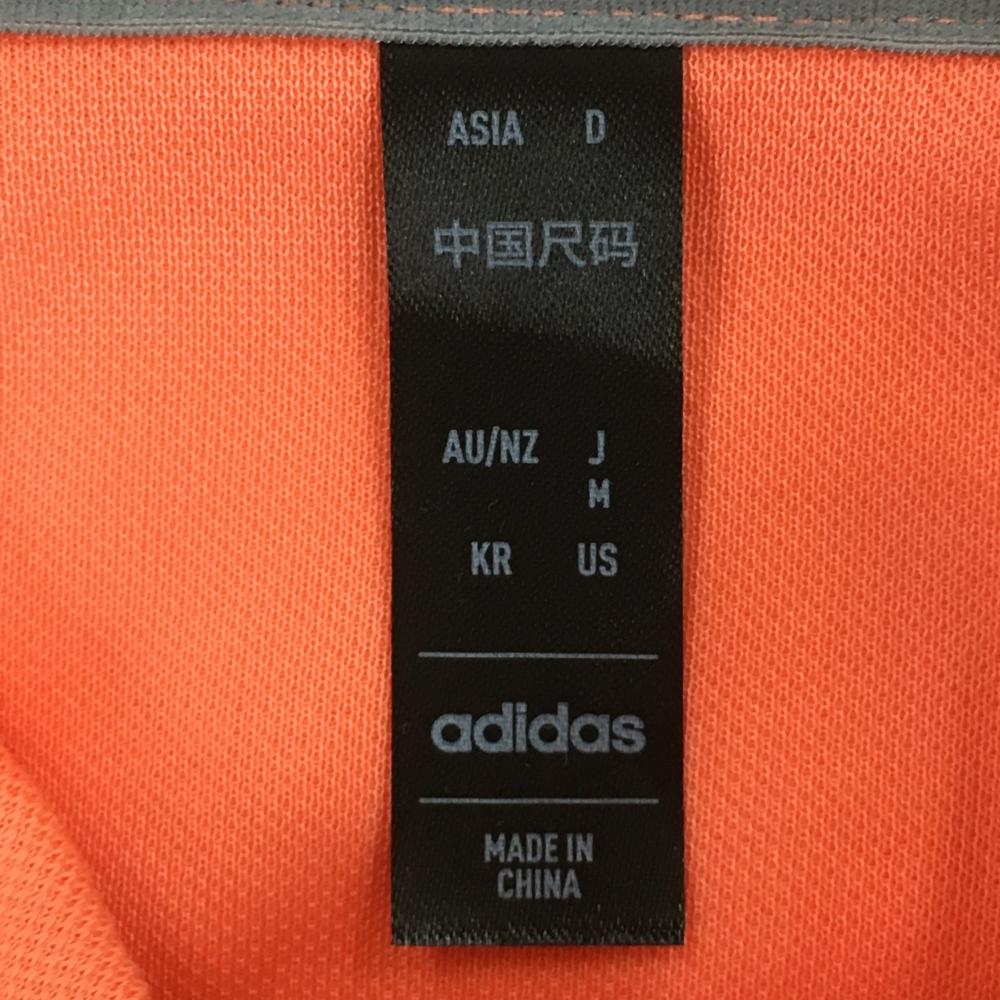 ASIA D
中国尺码
AU/NZ J
M
KR US
adidas
MADE IN
CHINA